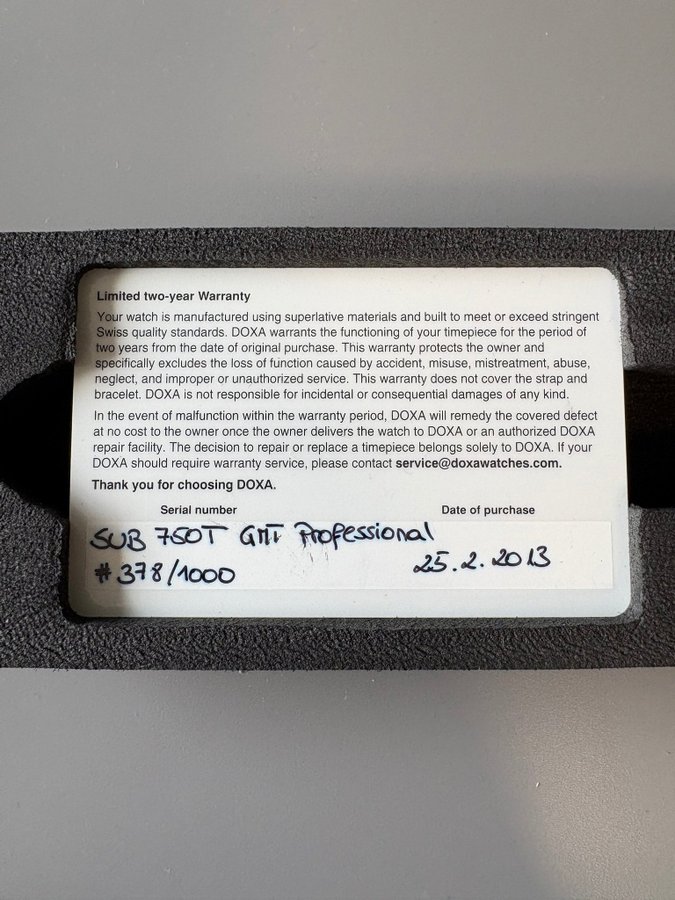 Limited two-year Warranty
Your watch is manufactured using superlative materials and built to meet or exceed stringent
Swiss quality standards. DOXA warrants the functioning of your timepiece for the period of
two years from the date of original purchase. This warranty protects the owner and
specifically excludes the loss of function caused by accident, misuse, mistreatment, abuse,
neglect, and improper or unauthorized service. This warranty does not cover the strap and
bracelet. DOXA is not responsible for incidental or consequential damages of any kind.
In the event of malfunction within the warranty period, DOXA will remedy the covered defect
at no cost to the owner once the owner delivers the watch to DOXA or an authorized DOXA
repair facility. The decision to repair or replace a timepiece belongs solely to DOXA. If your
DOXA should require warranty service, please contact service@doxawatches.com.
Thank you for choosing DOXA.
Serial number Date of purchase
SUB 750T GMT Professional
#378/1000 25.2.2013